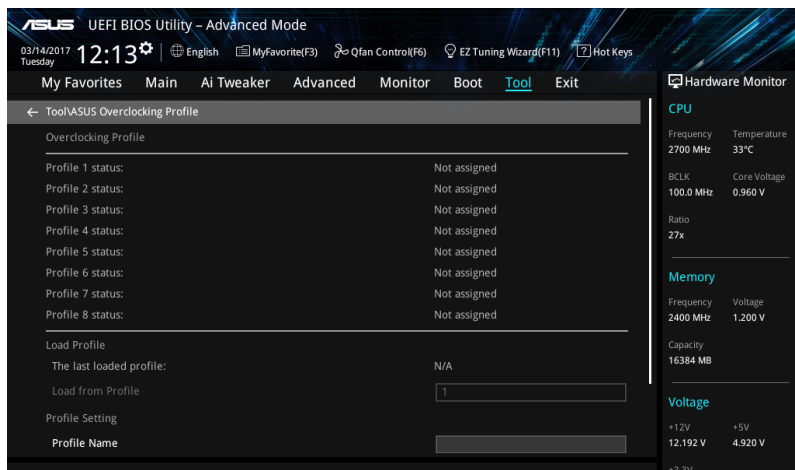 ASUS UEFI BIOS Utility – Advanced Mode
03/14/2017 Tuesday 12:13 English MyFavorite(F3) Qfan Control(F6) EZ Tuning Wizard(F11) ? Hot Keys
My Favorites Main Ai Tweaker Advanced Monitor Boot Tool Exit
Tool\ASUS Overclocking Profile
Overclocking Profile
Profile 1 status: Not assigned
Profile 2 status: Not assigned
Profile 3 status: Not assigned
Profile 4 status: Not assigned
Profile 5 status: Not assigned
Profile 6 status: Not assigned
Profile 7 status: Not assigned
Profile 8 status: Not assigned
Load Profile
The last loaded profile: N/A
Load from Profile 1
Profile Setting
Profile Name
Hardware Monitor
CPU
Frequency Temperature
2700 MHz 33°C
BCLK Core Voltage
100.0 MHz 0.960 V
Ratio
27x
Memory
Frequency Voltage
2400 MHz 1.200 V
Capacity
16384 MB
Voltage
+12V +5V
12.192 V 4.920 V
+3.3V